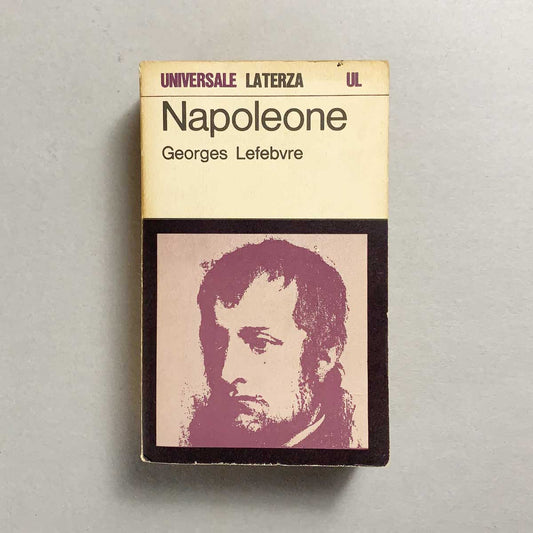 UNIVERSALE LATERZA UL
Napoleone
Georges Lefebvre